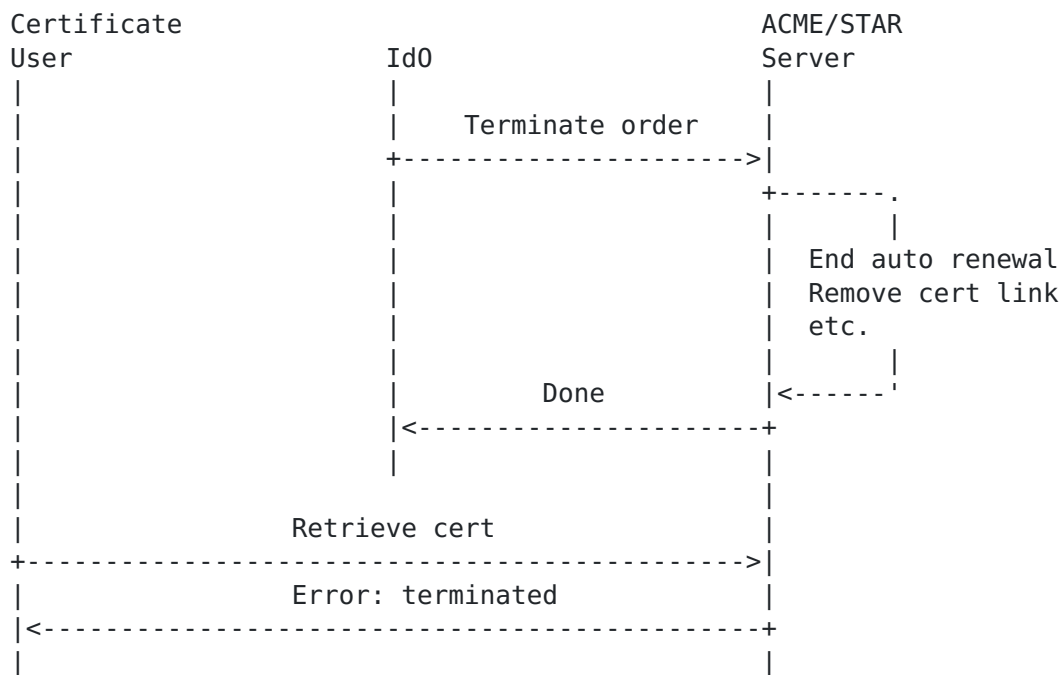 Certificate ACME/STAR
User IdO Server
Terminate order
End auto renewal
Remove cert link
etc.
Done
Retrieve cert
Error: terminated